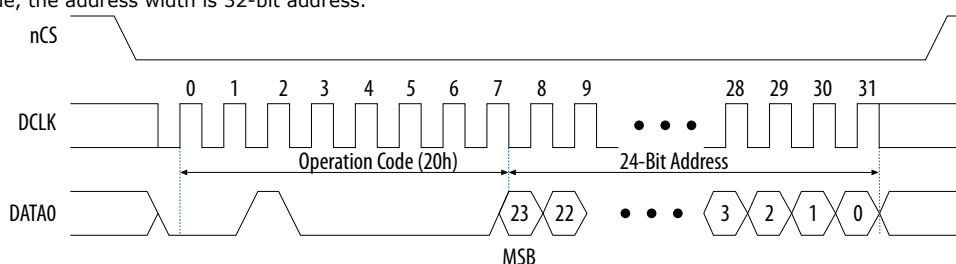 de, the address width is 32-bit address.
nCS
0 1 2 3 4 5 6 7 8 9 28 29 30 31
DCLK
Operation Code (20h) 24-Bit Address
DATA0 23 22 3 2 1 0
MSB